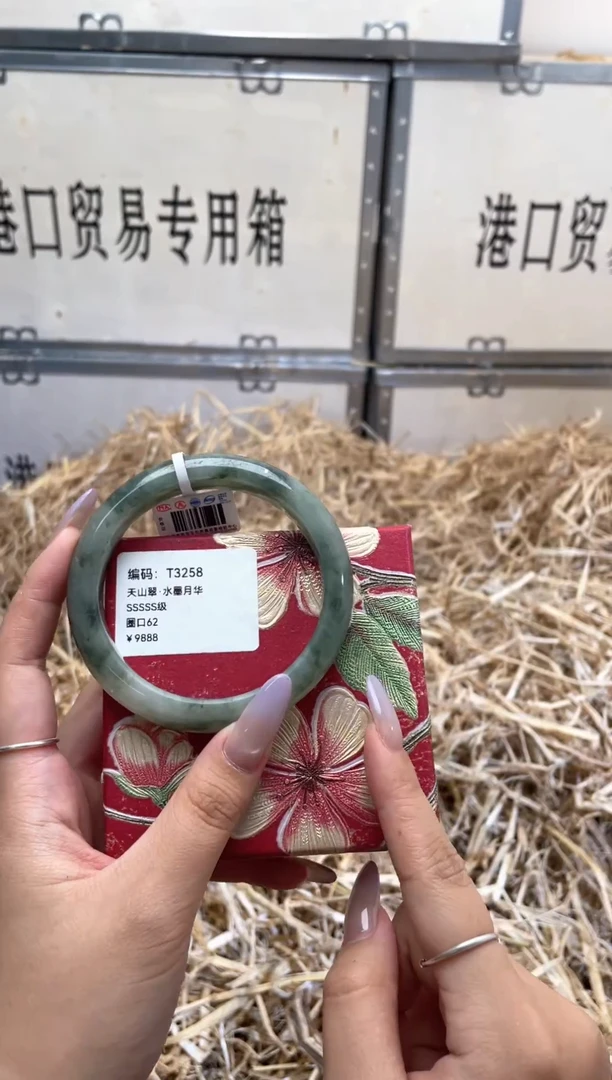 港口贸易专用箱
港口贸
编码：T3258
天山翠·水墨月华
SSSSS级
圈口62
￥9888